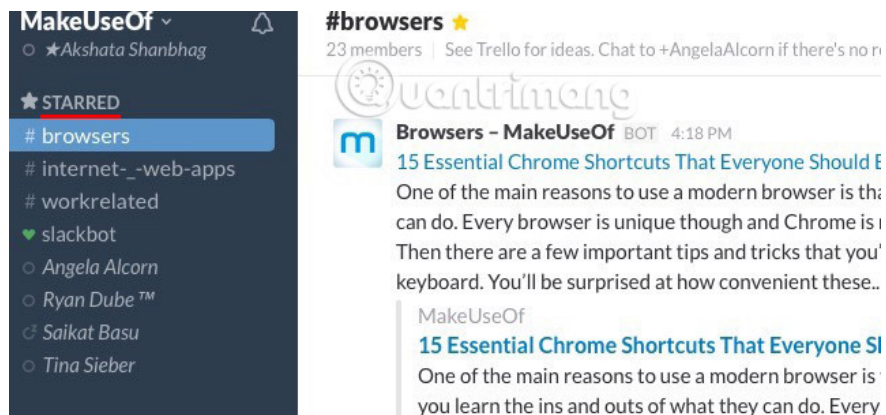 MakeUseOf
★Akshata Shanbhag
STARRED
# browsers
# internet-_-web-apps
# workrelated
slackbot
Angela Alcorn
Ryan Dube ™
Saikat Basu
Tina Sieber
#browsers
23 members | See Trello for ideas. Chat to +AngelaAlcorn if there's no
Quantrimang
m
Browsers – MakeUseOf BOT 4:18 PM
15 Essential Chrome Shortcuts That Everyone Should
One of the main reasons to use a modern browser is
can do. Every browser is unique though and Chrome is
Then there are a few important tips and tricks that
keyboard. You'll be surprised at how convenient these..
MakeUseOf
15 Essential Chrome Shortcuts That Everyone
One of the main reasons to use a modern browser is
you learn the ins and outs of what they can do. Every